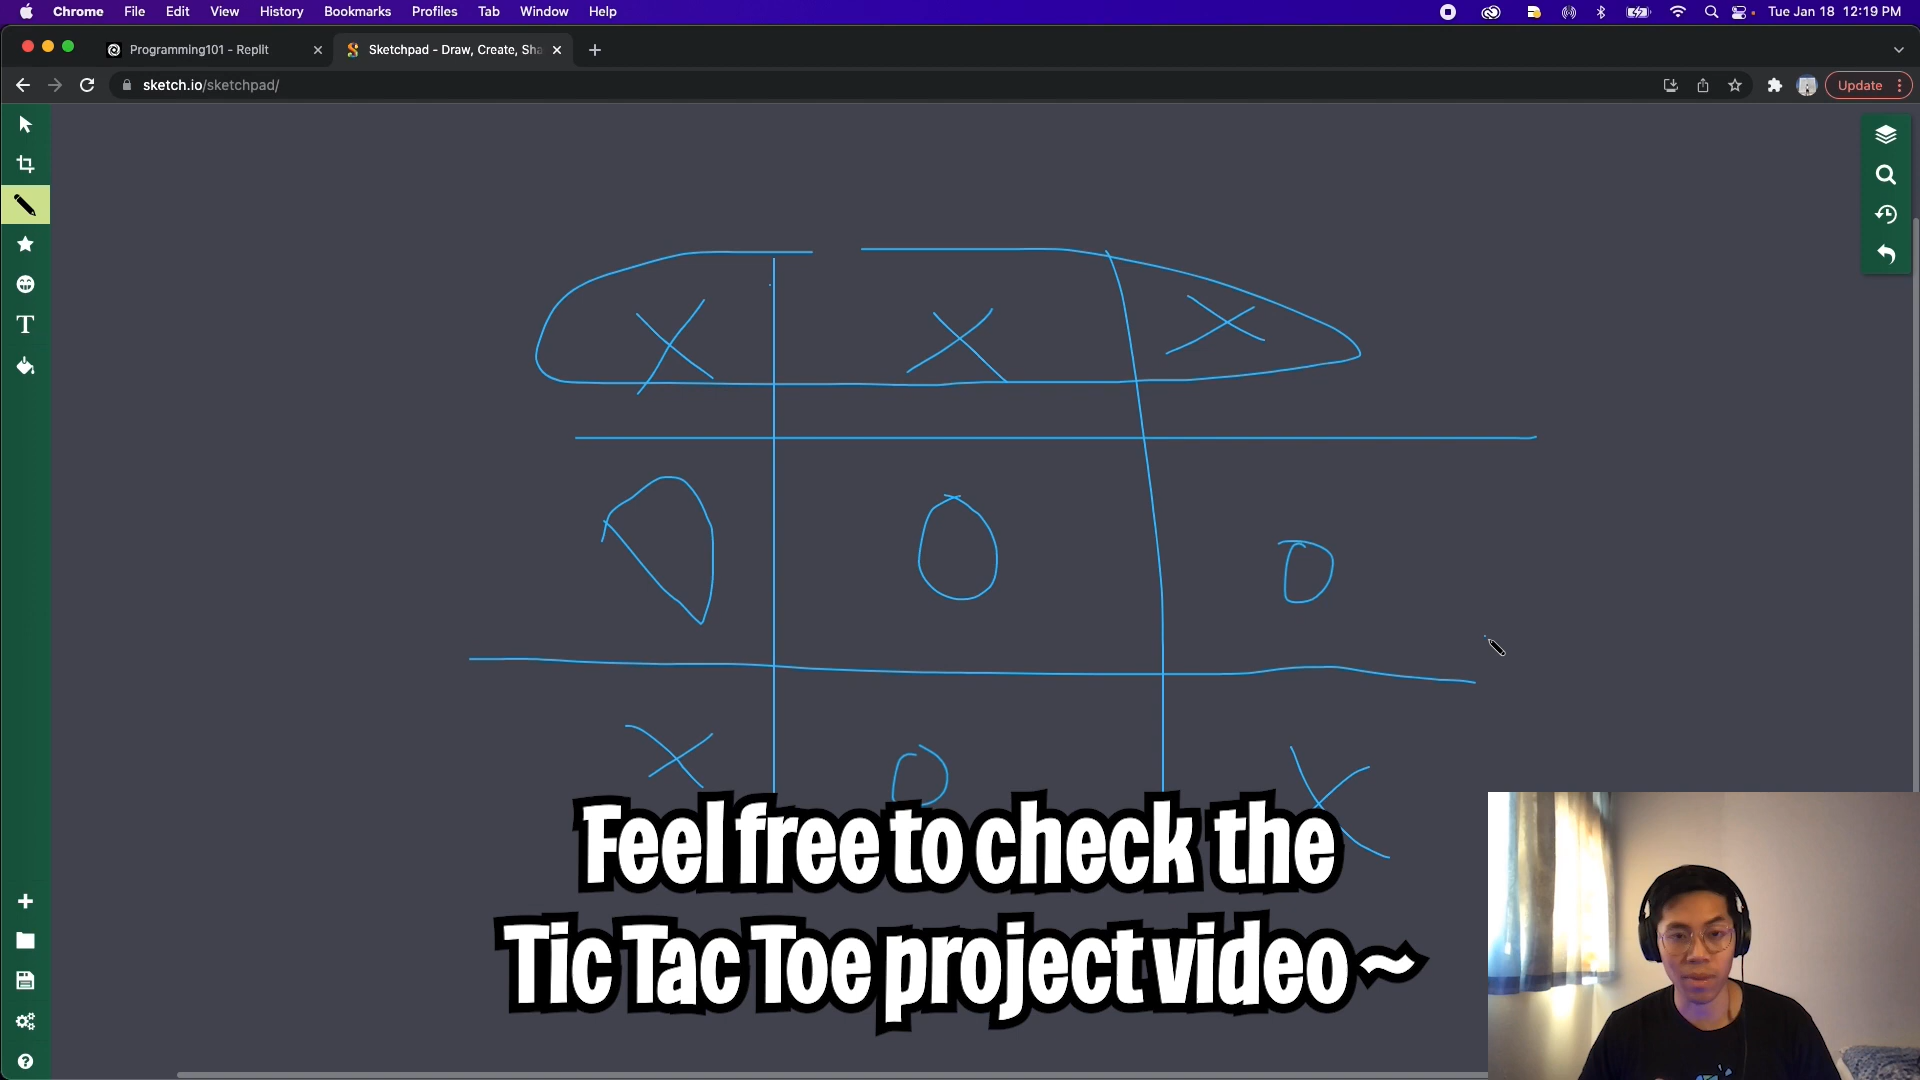 Chrome File Edit View History Bookmarks Profiles Tab Window Help Tue Jan 18 12:19 PM
Programming101 - Replit Sketchpad - Draw, Create, Sha
sketch.io/sketchpad/ Update
X X X
O O O
X O X
T
Feel free to check the
Tic Tac Toe project video ~